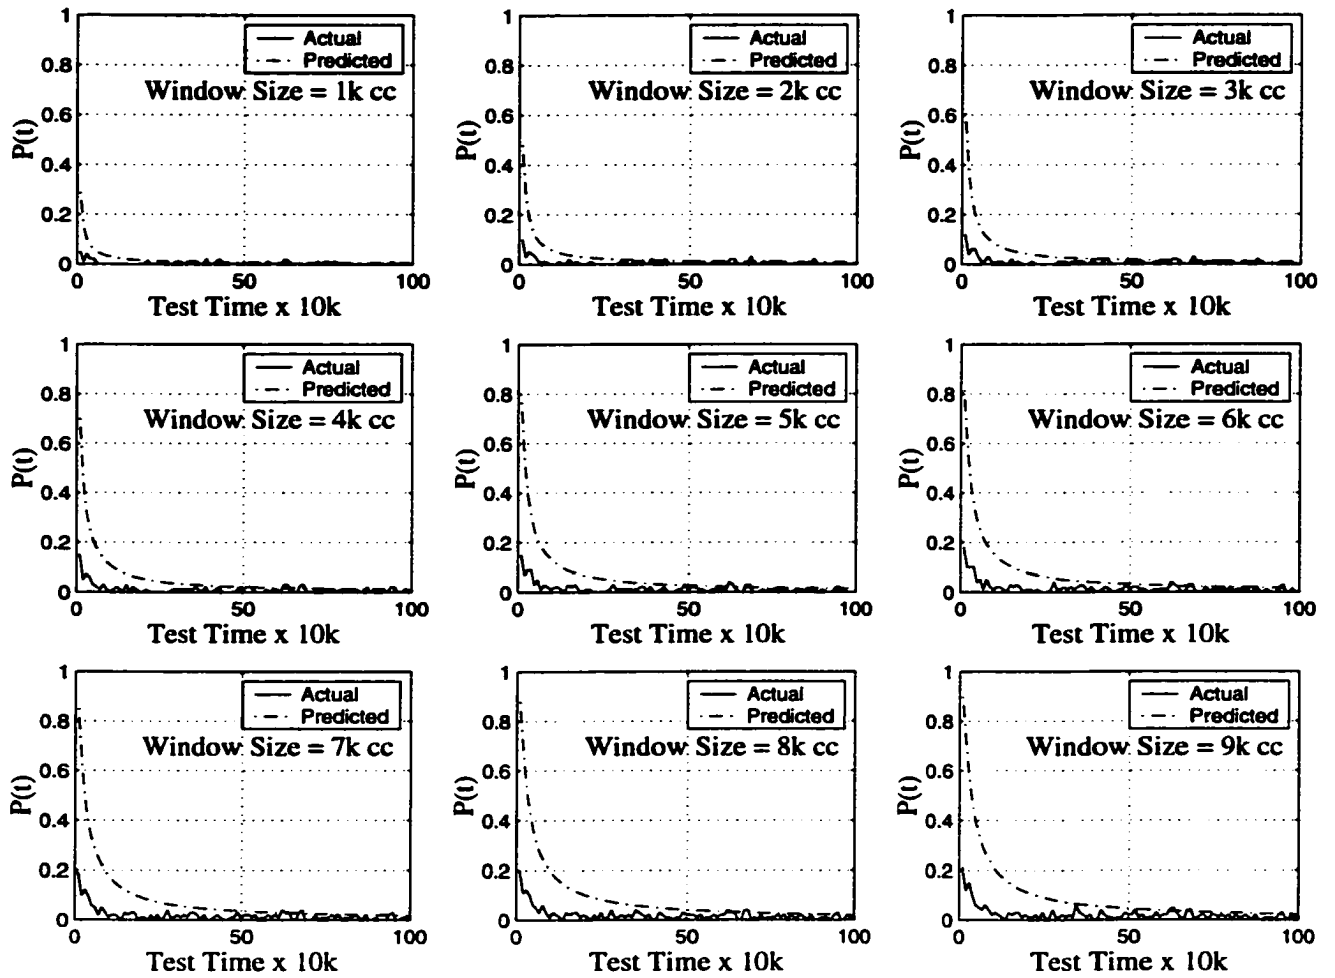 1
Actual
Predicted
Window Size = 1k cc
0.8
0.6
P(t)
0.4
0.2
0
0
50
100
Test Time x 10k
1
Actual
Predicted
Window Size = 2k cc
0.8
0.6
P(t)
0.4
0.2
0
0
50
100
Test Time x 10k
1
Actual
Predicted
Window Size = 3k cc
0.8
0.6
P(t)
0.4
0.2
0
0
50
100
Test Time x 10k
1
Actual
Predicted
Window Size = 4k cc
0.8
0.6
P(t)
0.4
0.2
0
0
50
100
Test Time x 10k
1
Actual
Predicted
Window Size = 5k cc
0.8
0.6
P(t)
0.4
0.2
0
0
50
100
Test Time x 10k
1
Actual
Predicted
Window Size = 6k cc
0.8
0.6
P(t)
0.4
0.2
0
0
50
100
Test Time x 10k
1
Actual
Predicted
Window Size = 7k cc
0.8
0.6
P(t)
0.4
0.2
0
0
50
100
Test Time x 10k
1
Actual
Predicted
Window Size = 8k cc
0.8
0.6
P(t)
0.4
0.2
0
0
50
100
Test Time x 10k
1
Actual
Predicted
Window Size = 9k cc
0.8
0.6
P(t)
0.4
0.2
0
0
50
100
Test Time x 10k